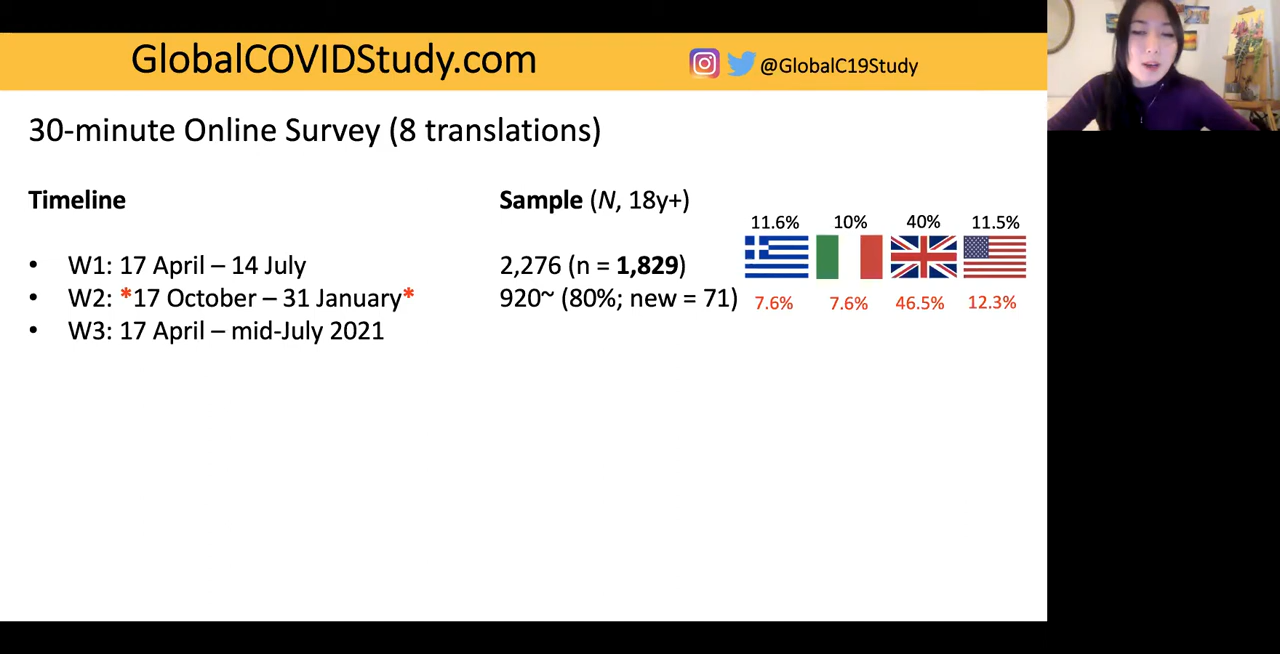 GlobalCOVIDStudy.com
@GlobalC19Study
30-minute Online Survey (8 translations)
Timeline
Sample (N, 18y+)
11.6% 10% 40% 11.5%
• W1: 17 April – 14 July
2,276 (n = 1,829)
• W2: *17 October – 31 January*
920~ (80%; new = 71)
7.6% 7.6% 46.5% 12.3%
• W3: 17 April – mid-July 2021